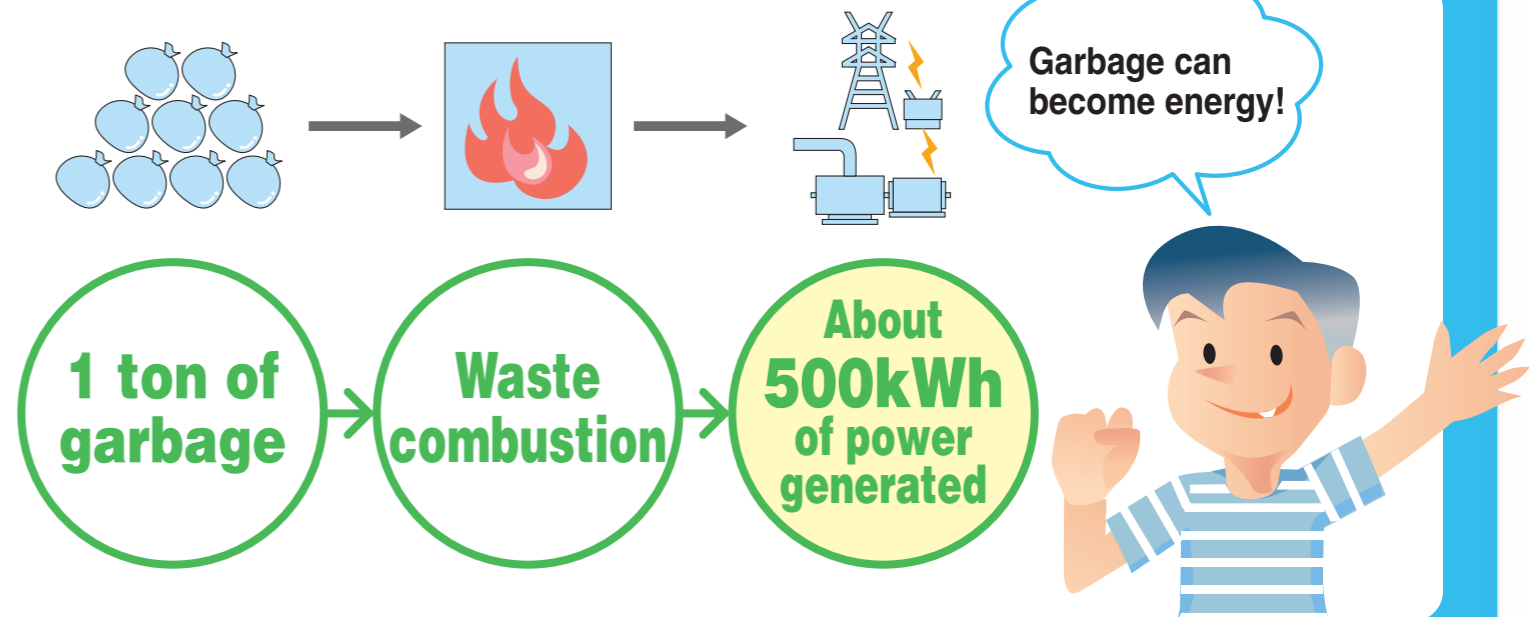 Garbage can
become energy!
1 ton of
garbage
Waste
combustion
About
500kWh
of power
generated